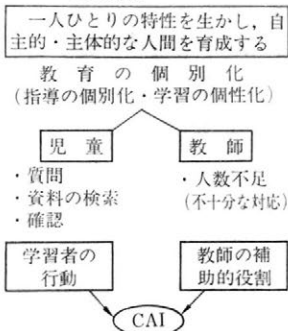 一人ひとりの特性を生かし，自
主的・主体的な人間を育成する
教育の個別化
(指導の個別化・学習の個性化)
児童
・質問
・資料の検索
・確認
教師
・人数不足
(不十分な対応)
学習者の
行動
教師の補
助的役割
CAI